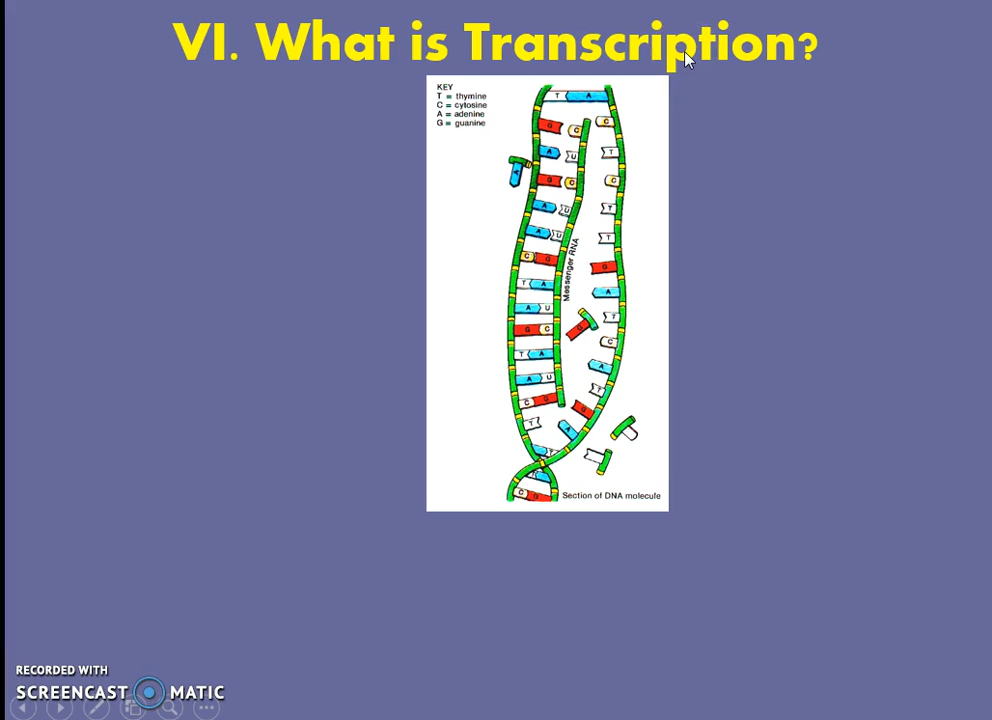 VI. What is Transcription?
KEY
T = thymine
C = cytosine
A = adenine
G = guanine
T A
G C C
A U T
A
G C C
A U T
A U T
C G G
T A A
A U T
G C C
G
T A A
A U T
C G G
T A
T
C G
Messenger RNA
Section of DNA molecule
RECORDED WITH
SCREENCAST MATIC